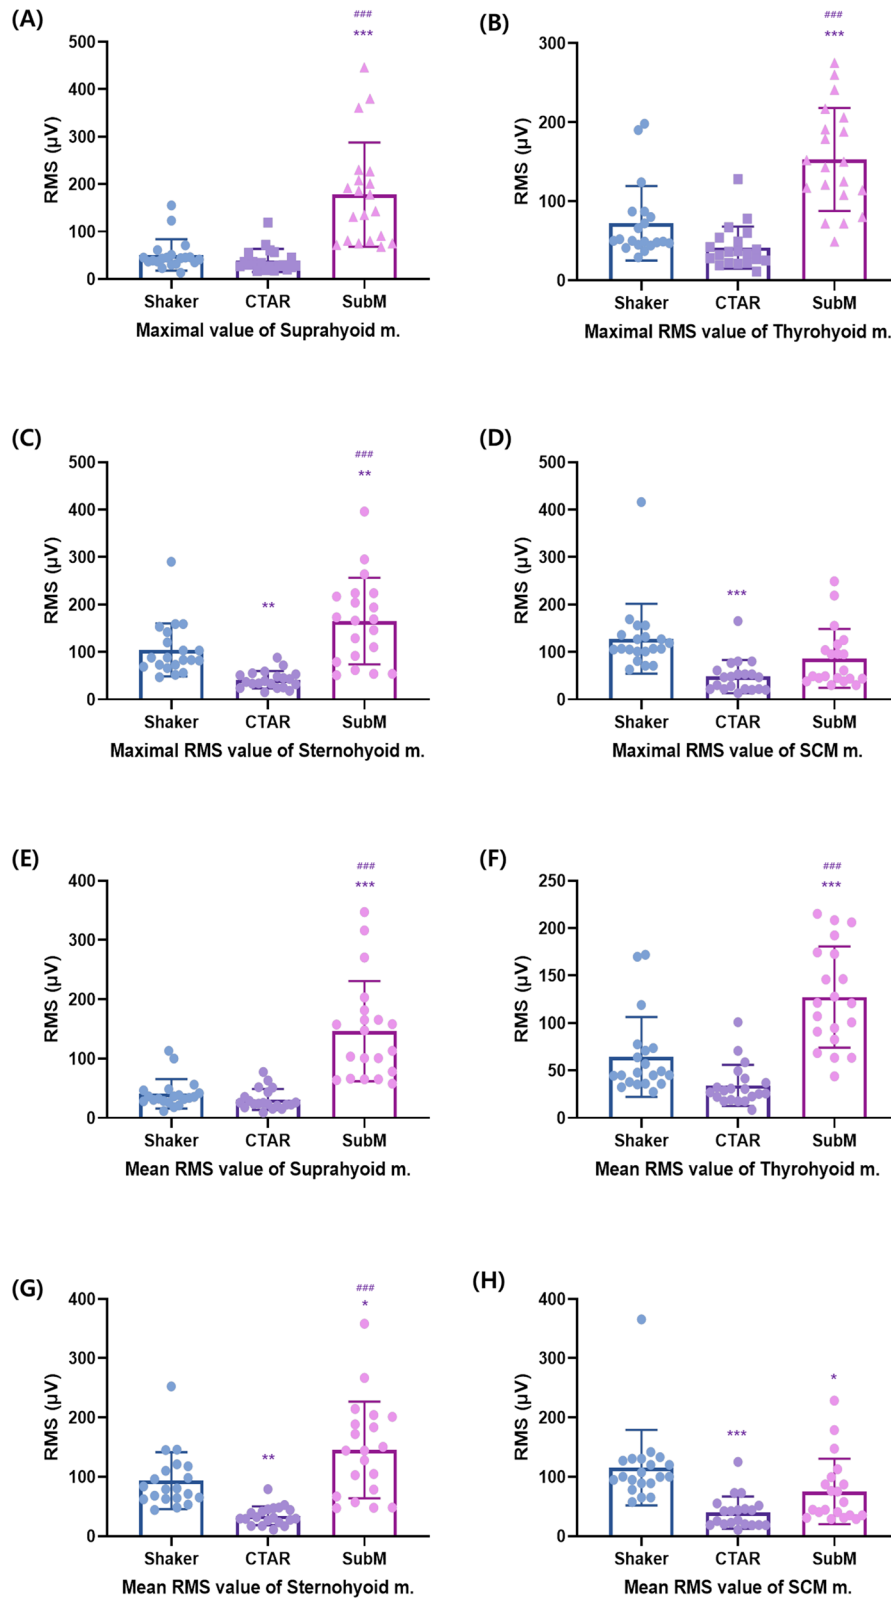 (A)
###
***
500
400
300
200
100
0
RMS (μV)
Shaker CTAR SubM
Maximal value of Suprahyoid m.
(B)
###
***
300
200
100
0
RMS (μV)
Shaker CTAR SubM
Maximal RMS value of Thyrohyoid m.
(C)
###
**
**
500
400
300
200
100
0
RMS (μV)
Shaker CTAR SubM
Maximal RMS value of Sternohyoid m.
(D)
***
500
400
300
200
100
0
RMS (μV)
Shaker CTAR SubM
Maximal RMS value of SCM m.
(E)
###
***
400
300
200
100
0
RMS (μV)
Shaker CTAR SubM
Mean RMS value of Suprahyoid m.
(F)
###
***
250
200
150
100
50
0
RMS (μV)
Shaker CTAR SubM
Mean RMS value of Thyrohyoid m.
(G)
###
*
**
400
300
200
100
0
RMS (μV)
Shaker CTAR SubM
Mean RMS value of Sternohyoid m.
(H)
*
***
400
300
200
100
0
RMS (μV)
Shaker CTAR SubM
Mean RMS value of SCM m.